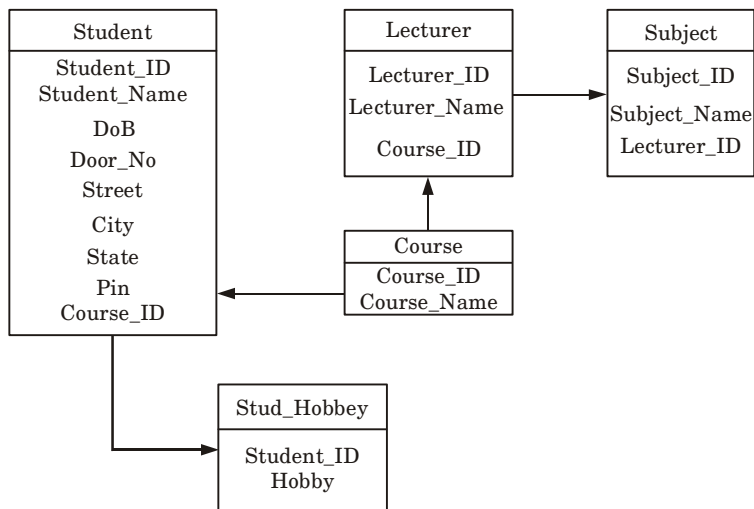 Student
Student_ID
Student_Name
DoB
Door_No
Street
City
State
Pin
Course_ID
Lecturer
Lecturer_ID
Lecturer_Name
Course_ID
Subject
Subject_ID
Subject_Name
Lecturer_ID
Course
Course_ID
Course_Name
Stud_Hobbey
Student_ID
Hobby